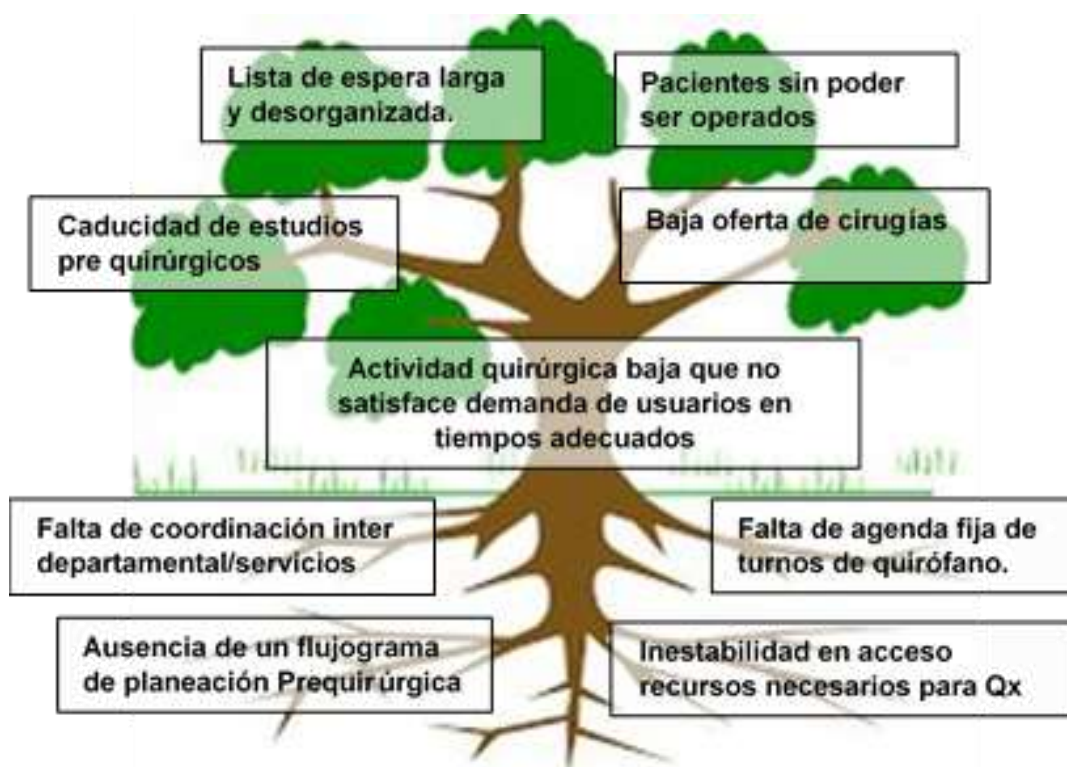 Lista de espera larga
y desorganizada.
Pacientes sin poder
ser operados
Caducidad de estudios
pre quirúrgicos
Baja oferta de cirugías
Actividad quirúrgica baja que no
satisface demanda de usuarios en
tiempos adecuados
Falta de coordinación inter
departamental/servicios
Falta de agenda fija de
turnos de quirófano.
Ausencia de un flujograma
de planeación Prequirúrgica
Inestabilidad en acceso
recursos necesarios para Qx